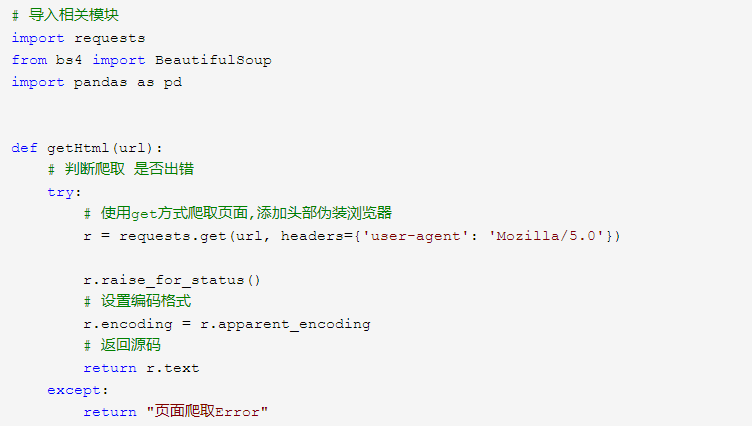 # 导入相关模块
import requests
from bs4 import BeautifulSoup
import pandas as pd
def getHtml(url):
    # 判断爬取 是否出错
    try:
        # 使用get方式爬取页面,添加头部伪装浏览器
        r = requests.get(url, headers={'user-agent': 'Mozilla/5.0'})
        r.raise_for_status()
        # 设置编码格式
        r.encoding = r.apparent_encoding
        # 返回源码
        return r.text
    except:
        return "页面爬取Error"